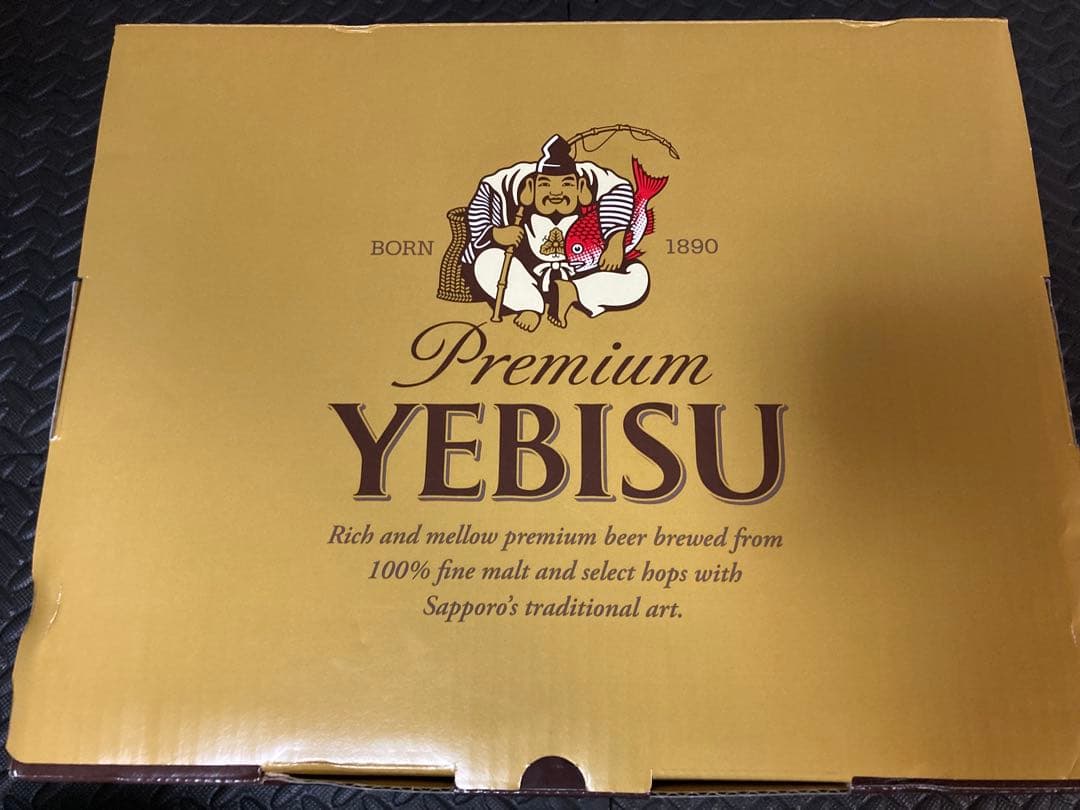 BORN 1890
Premium
YEBISU
Rich and mellow premium beer brewed from
100% fine malt and select hops with
Sapporo's traditional art.